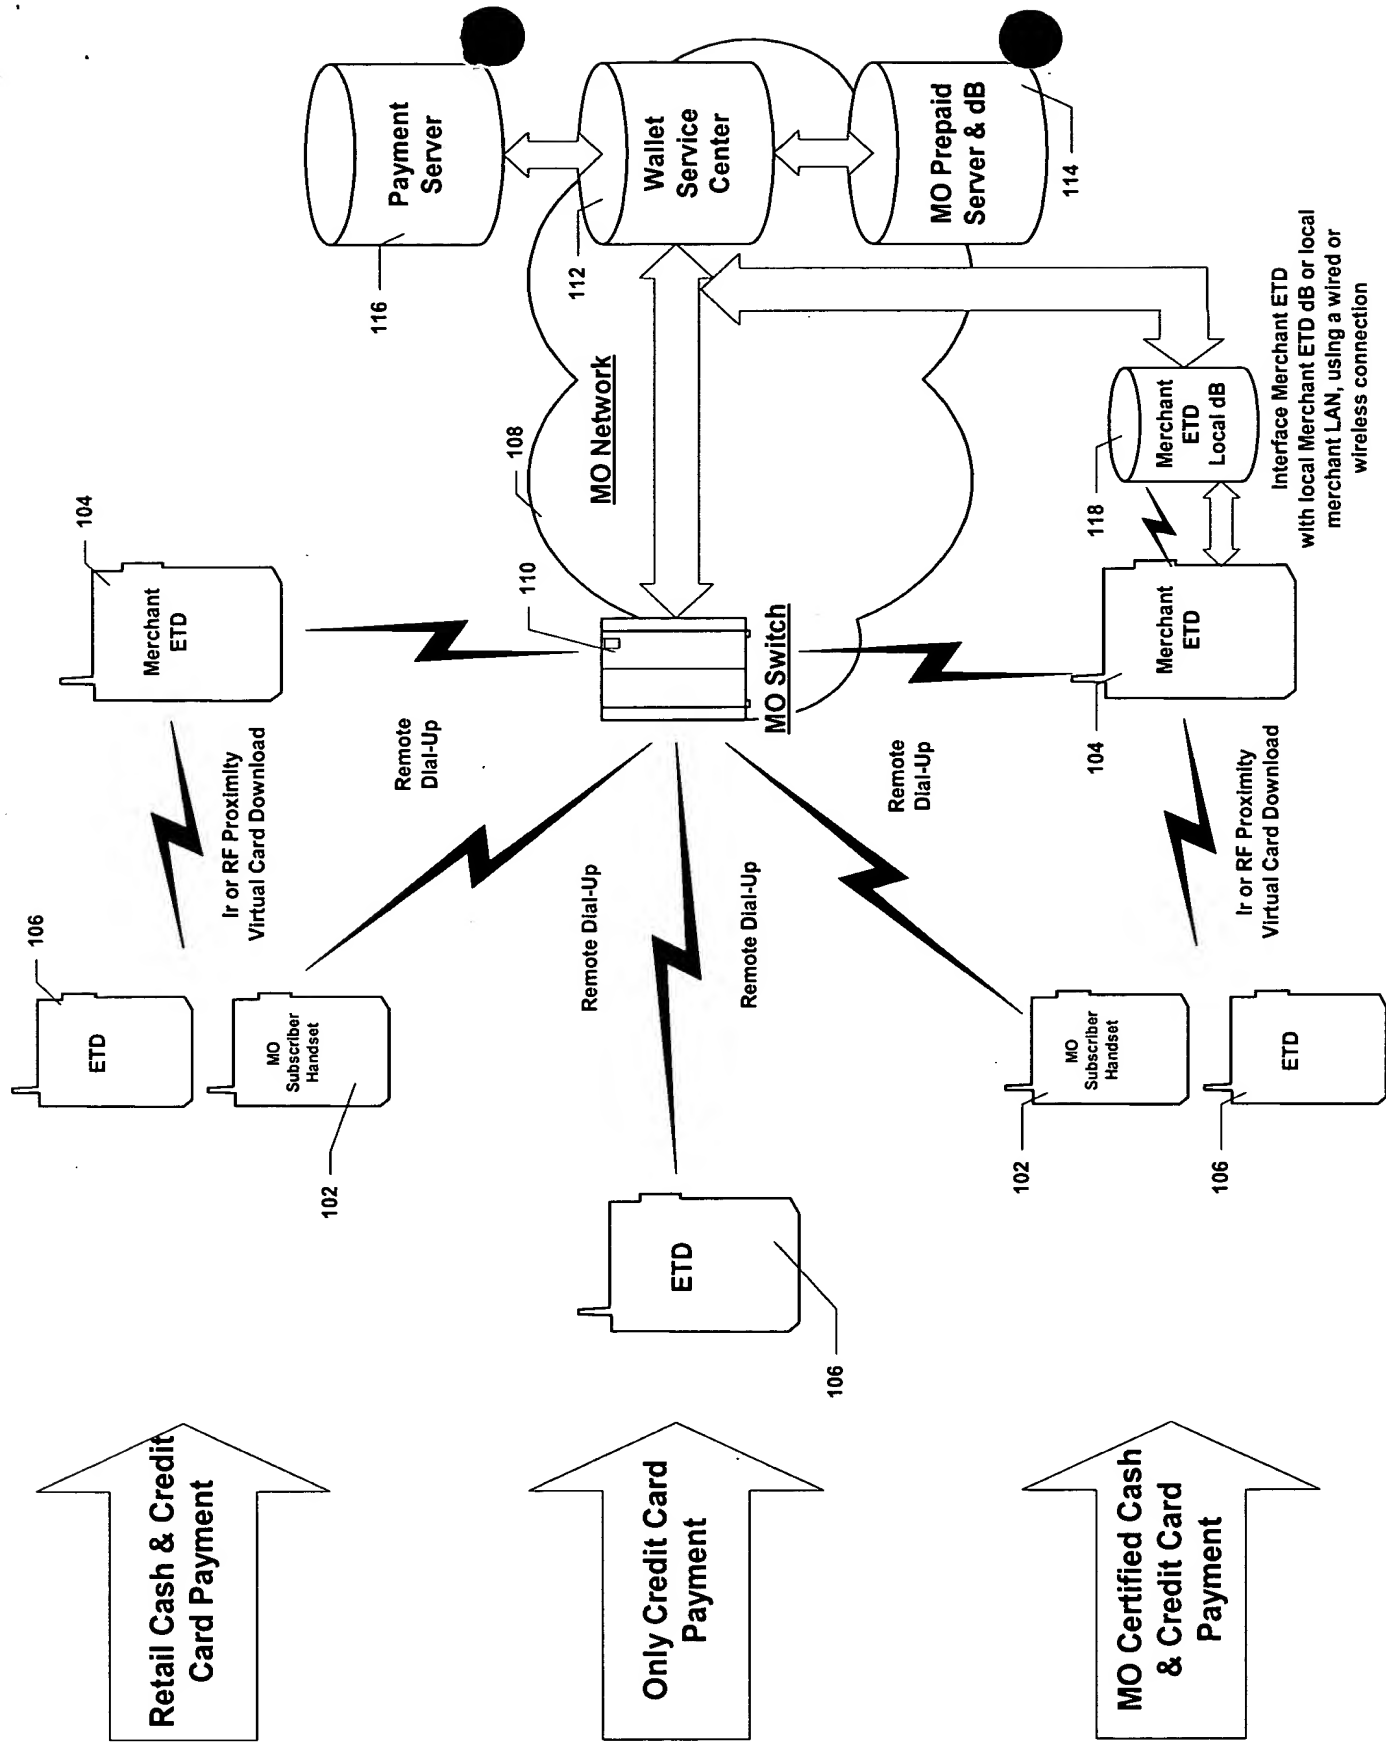 Retail Cash & Credit
Card Payment
Only Credit Card
Payment
MO Certified Cash
& Credit Card
Payment
106
ETD
MO
Subscriber
Handset
102
ETD
106
MO
Subscriber
Handset
102
ETD
106
Ir or RF Proximity
Virtual Card Download
Remote
Dial-Up
Remote Dial-Up
Remote Dial-Up
Remote
Dial-Up
Ir or RF Proximity
Virtual Card Download
104
Merchant
ETD
110
MO Switch
104
Merchant
ETD
108
MO Network
118
Merchant
ETD
Local dB
Interface Merchant ETD
with local Merchant ETD dB or local
merchant LAN, using a wired or
wireless connection
116
Payment
Server
112
Wallet
Service
Center
MO Prepaid
Server & dB
114